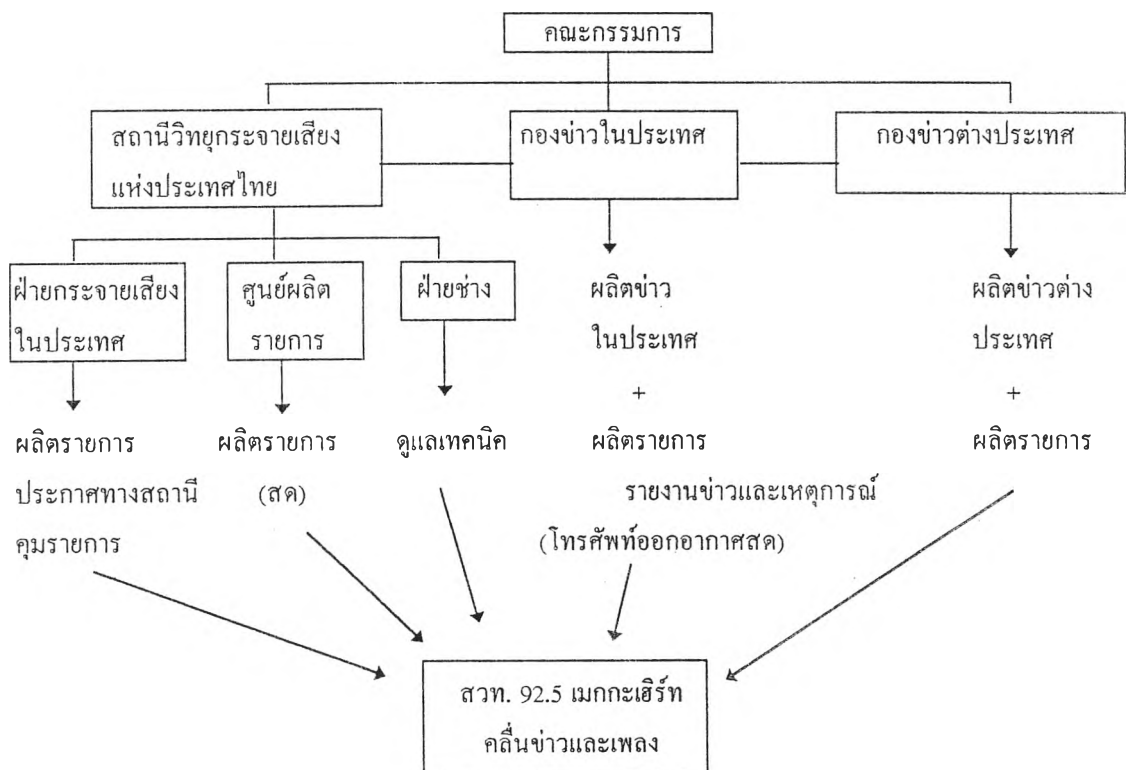 คณะกรรมการ
สถานีวิทยุกระจายเสียง
แห่งประเทศไทย
กองข่าวในประเทศ
กองข่าวต่างประเทศ
ฝ่ายกระจายเสียง
ในประเทศ
ศูนย์ผลิต
รายการ
ฝ่ายช่าง
ผลิตข่าว
ในประเทศ
+
ผลิตข่าวต่าง
ประเทศ
+
ผลิตรายการ
ประกาศทางสถานี
คุมรายการ
ผลิตรายการ
(สด)
ดูแลเทคนิค
ผลิตรายการ
ผลิตรายการ
รายงานข่าวและเหตุการณ์
(โทรศัพท์ออกอากาศสด)
สวท. 92.5 เมกกะเฮิร์ท
คลื่นข่าวและเพลง